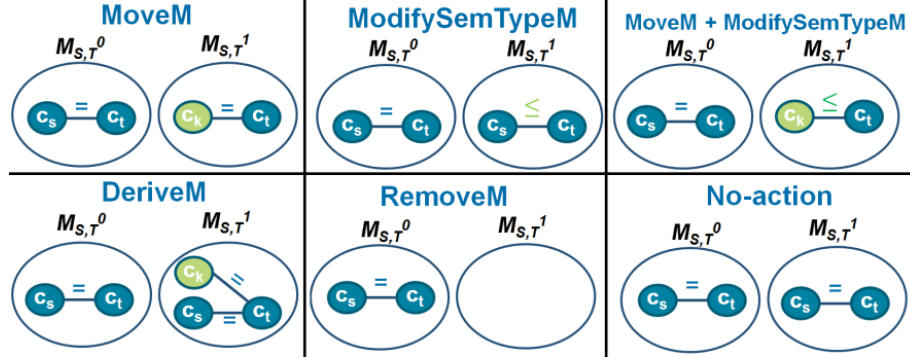 MoveM
M_{S,T}^0 M_{S,T}^1
c_s = c_t c_k = c_t
ModifySemTypeM
M_{S,T}^0 M_{S,T}^1
c_s = c_t c_s ≤ c_t
MoveM + ModifySemTypeM
M_{S,T}^0 M_{S,T}^1
c_s = c_t c_k ≤ c_t
DeriveM
M_{S,T}^0 M_{S,T}^1
c_k =
c_s = c_t c_s = c_t
RemoveM
M_{S,T}^0 M_{S,T}^1
c_s = c_t
No-action
M_{S,T}^0 M_{S,T}^1
c_s = c_t c_s = c_t